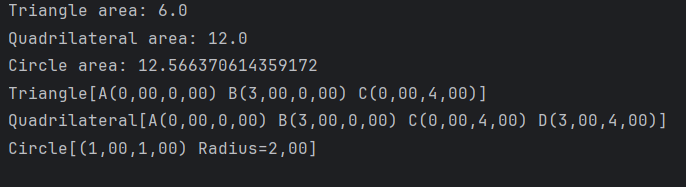 Triangle area: 6.0
Quadrilateral area: 12.0
Circle area: 12.566370614359172
Triangle[A(0,00,0,00) B(3,00,0,00) C(0,00,4,00)]
Quadrilateral[A(0,00,0,00) B(3,00,0,00) C(0,00,4,00) D(3,00,4,00)]
Circle[(1,00,1,00) Radius=2,00]